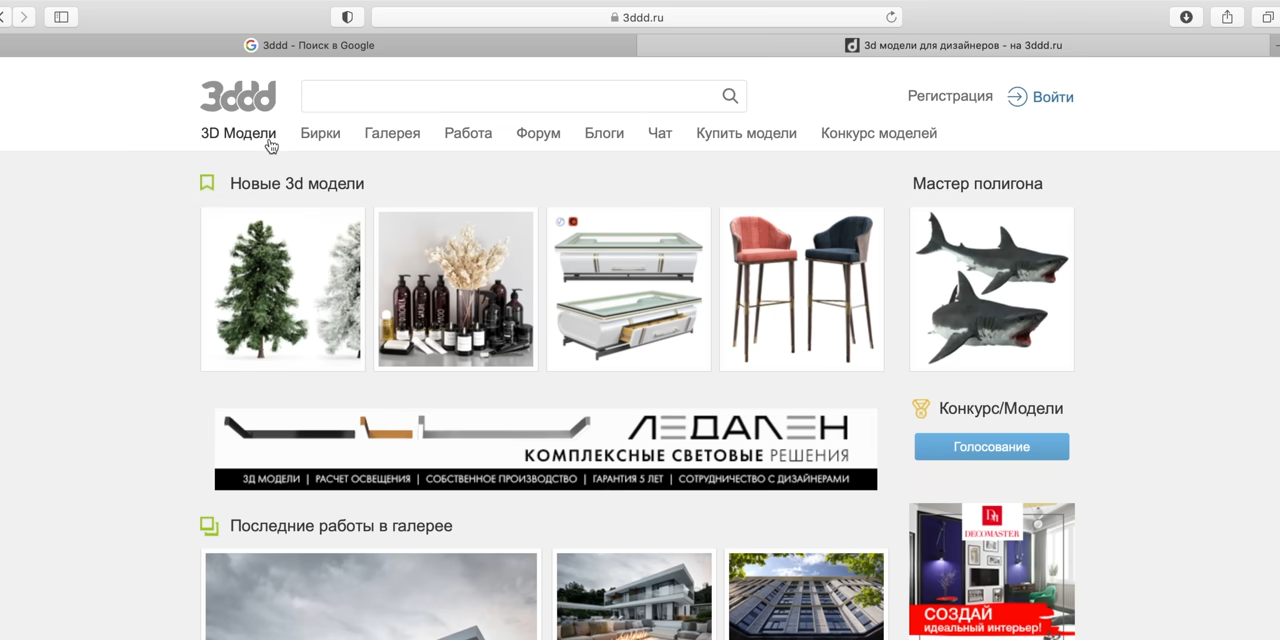 3ddd.ru
3ddd - Поиск в Google
3d модели для дизайнеров - на 3ddd.ru
3ddd
Регистрация
Войти
3D Модели
Бирки
Галерея
Работа
Форум
Блоги
Чат
Купить модели
Конкурс моделей
Новые 3d модели
Мастер полигона
Конкурс/Модели
Голосование
ЛЕДАЛЕН
КОМПЛЕКСНЫЕ СВЕТОВЫЕ РЕШЕНИЯ
3Д МОДЕЛИ | РАСЧЕТ ОСВЕЩЕНИЯ | СОБСТВЕННОЕ ПРОИЗВОДСТВО | ГАРАНТИЯ 5 ЛЕТ | СОТРУДНИЧЕСТВО С ДИЗАЙНЕРАМИ
Последние работы в галерее
DM
DECOMASTER
СОЗДАЙ
идеальный интерьер!